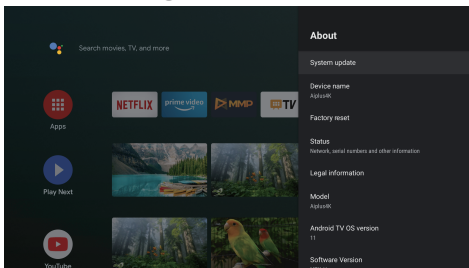 Search movies, TV, and more
Apps
NETFLIX
prime video
MMP
TV
Play Next
YouTube
About
System update
Device name
Aiplus4K
Factory reset
Status
Network, serial numbers and other information
Legal information
Model
Aiplus4K
Android TV OS version
11
Software Version